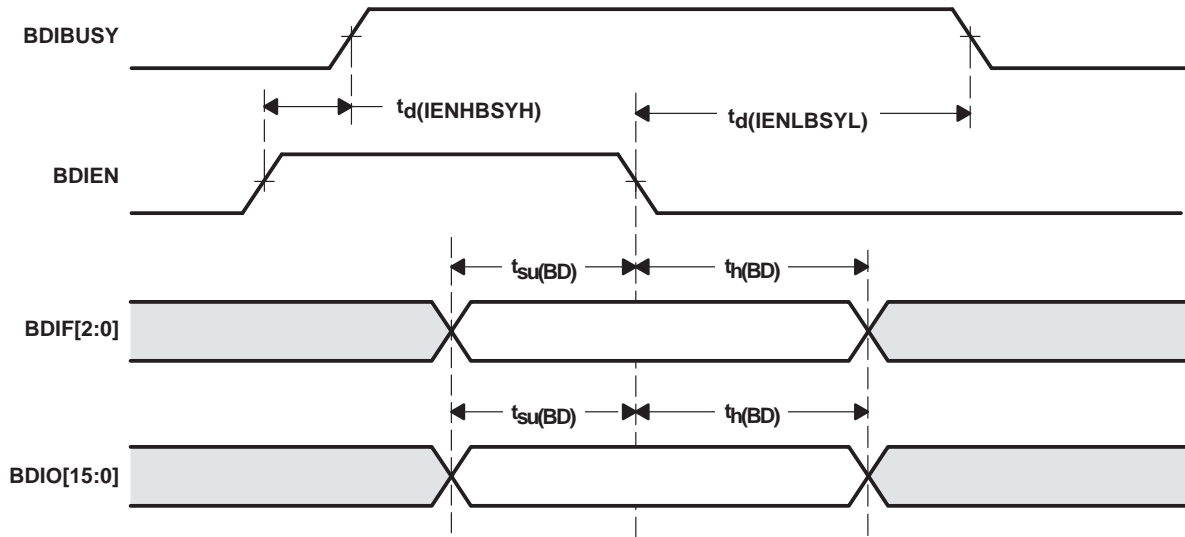 BDIBUSY
td(IENHBSYH)
td(IENLBSYL)
BDIEN
tsu(BD)
th(BD)
BDIF[2:0]
tsu(BD)
th(BD)
BDIO[15:0]